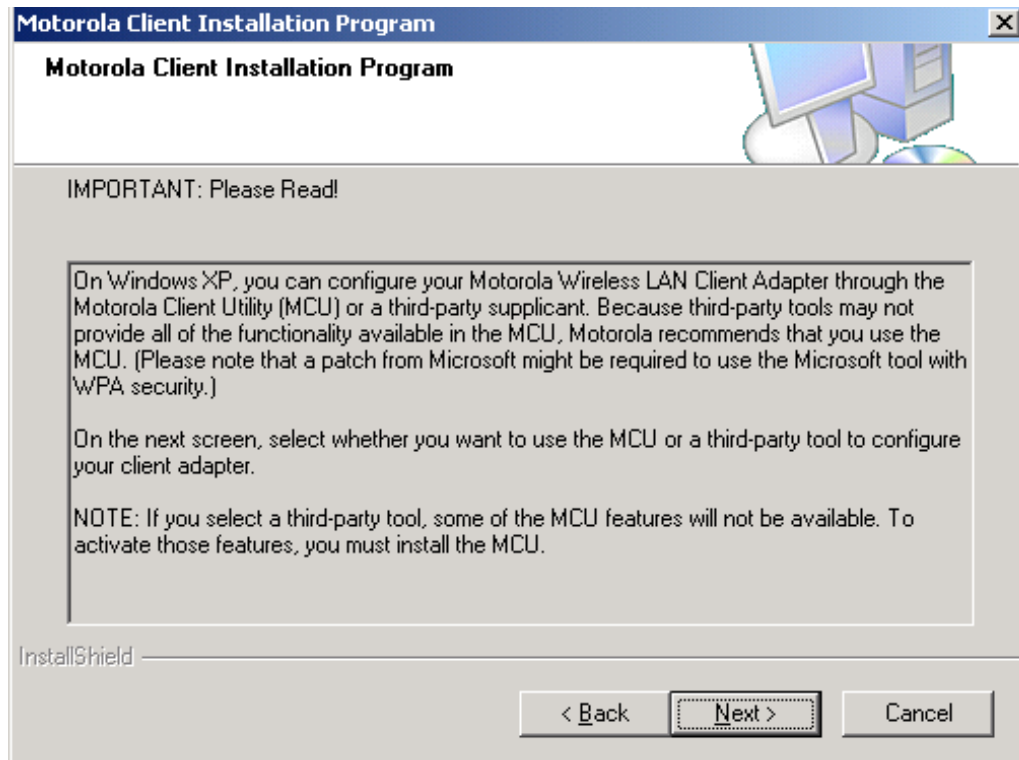 Motorola Client Installation Program
Motorola Client Installation Program
IMPORTANT: Please Read!
On Windows XP, you can configure your Motorola Wireless LAN Client Adapter through the
Motorola Client Utility (MCU) or a third-party supplicant. Because third-party tools may not
provide all of the functionality available in the MCU, Motorola recommends that you use the
MCU. (Please note that a patch from Microsoft might be required to use the Microsoft tool with
WPA security.)
On the next screen, select whether you want to use the MCU or a third-party tool to configure
your client adapter.
NOTE: If you select a third-party tool, some of the MCU features will not be available. To
activate those features, you must install the MCU.
InstallShield
< Back Next > Cancel